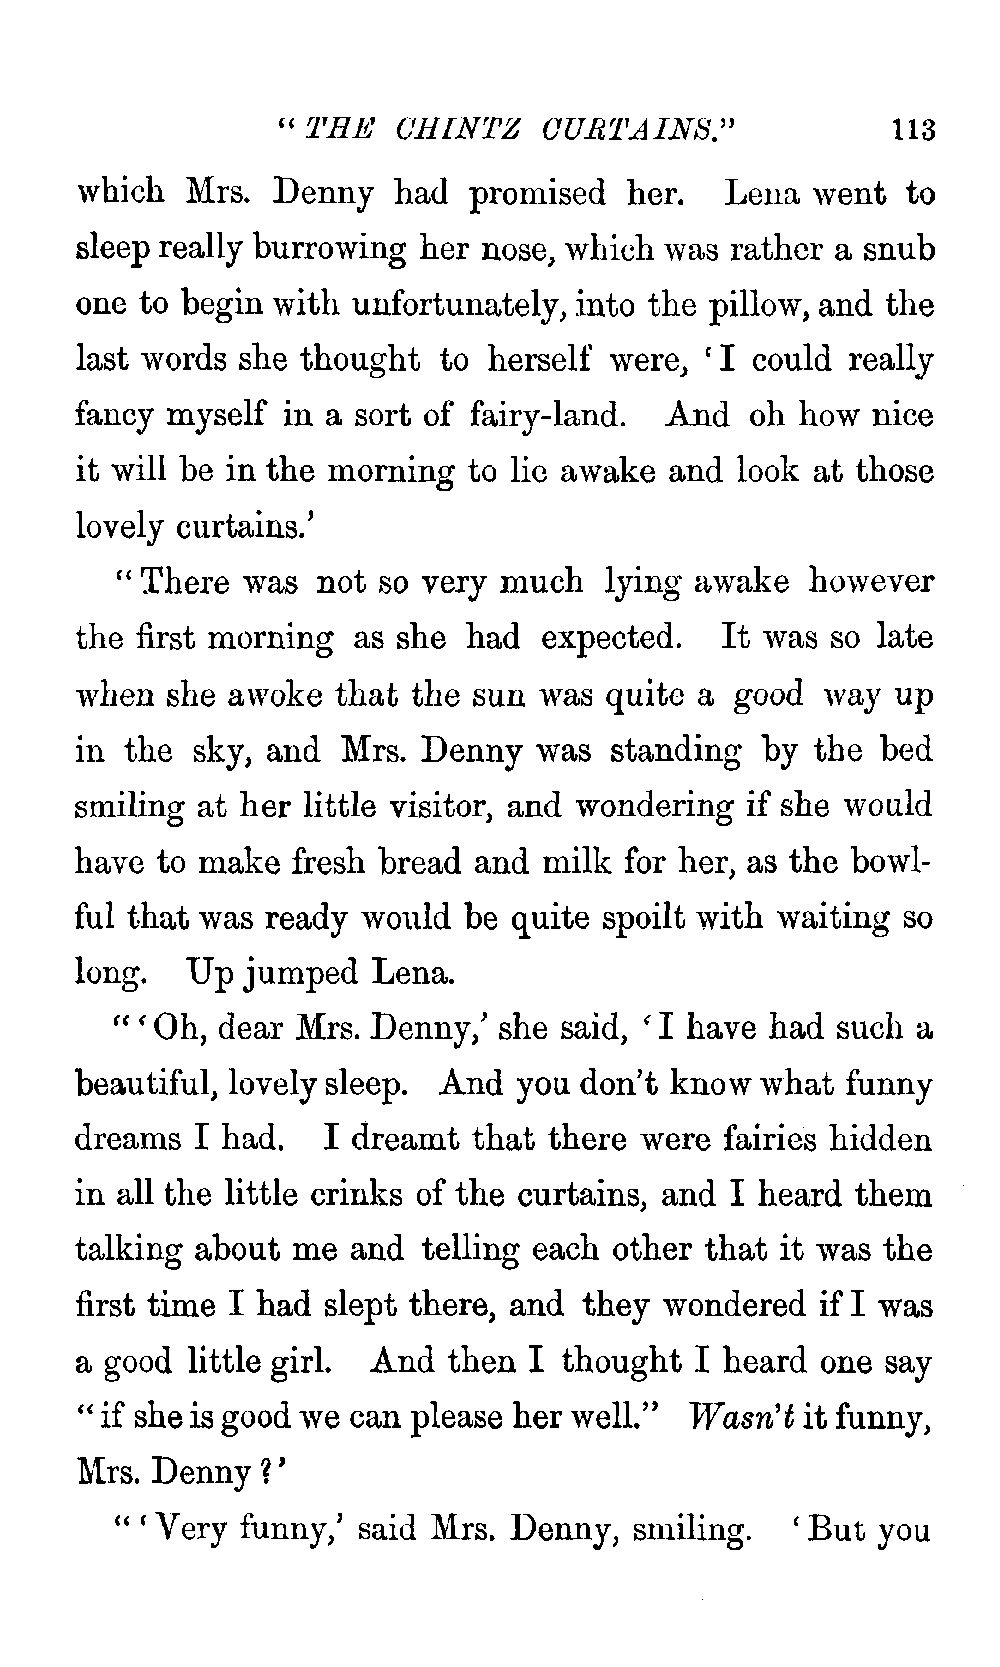 “ THE CHINTZ CURTAINS.” 113
which Mrs. Denny had promised her. Lena went to
sleep really burrowing her nose, which was rather a snub
one to begin with unfortunately, into the pillow, and the
last words she thought to herself were, ‘I could really
fancy myself in a sort of fairy-land. And oh how nice
it will be in the morning to lie awake and look at those
lovely curtains.’
“There was not so very much lying awake however
the first morning as she had expected. It was so late
when she awoke that the sun was quite a good way up
in the sky, and Mrs. Denny was standing by the bed
smiling at her little visitor, and wondering if she would
have to make fresh bread and milk for her, as the bowl-
ful that was ready would be quite spoilt with waiting so
long. Up jumped Lena.
“‘Oh, dear Mrs. Denny,’ she said, ‘I have had such a
beautiful, lovely sleep. And you don’t know what funny
dreams I had. I dreamt that there were fairies hidden
in all the little crinks of the curtains, and I heard them
talking about me and telling each other that it was the
first time I had slept there, and they wondered if I was
a good little girl. And then I thought I heard one say
“if she is good we can please her well.” Wasn’t it funny,
Mrs. Denny?’
“‘Very funny,’ said Mrs. Denny, smiling. ‘But you